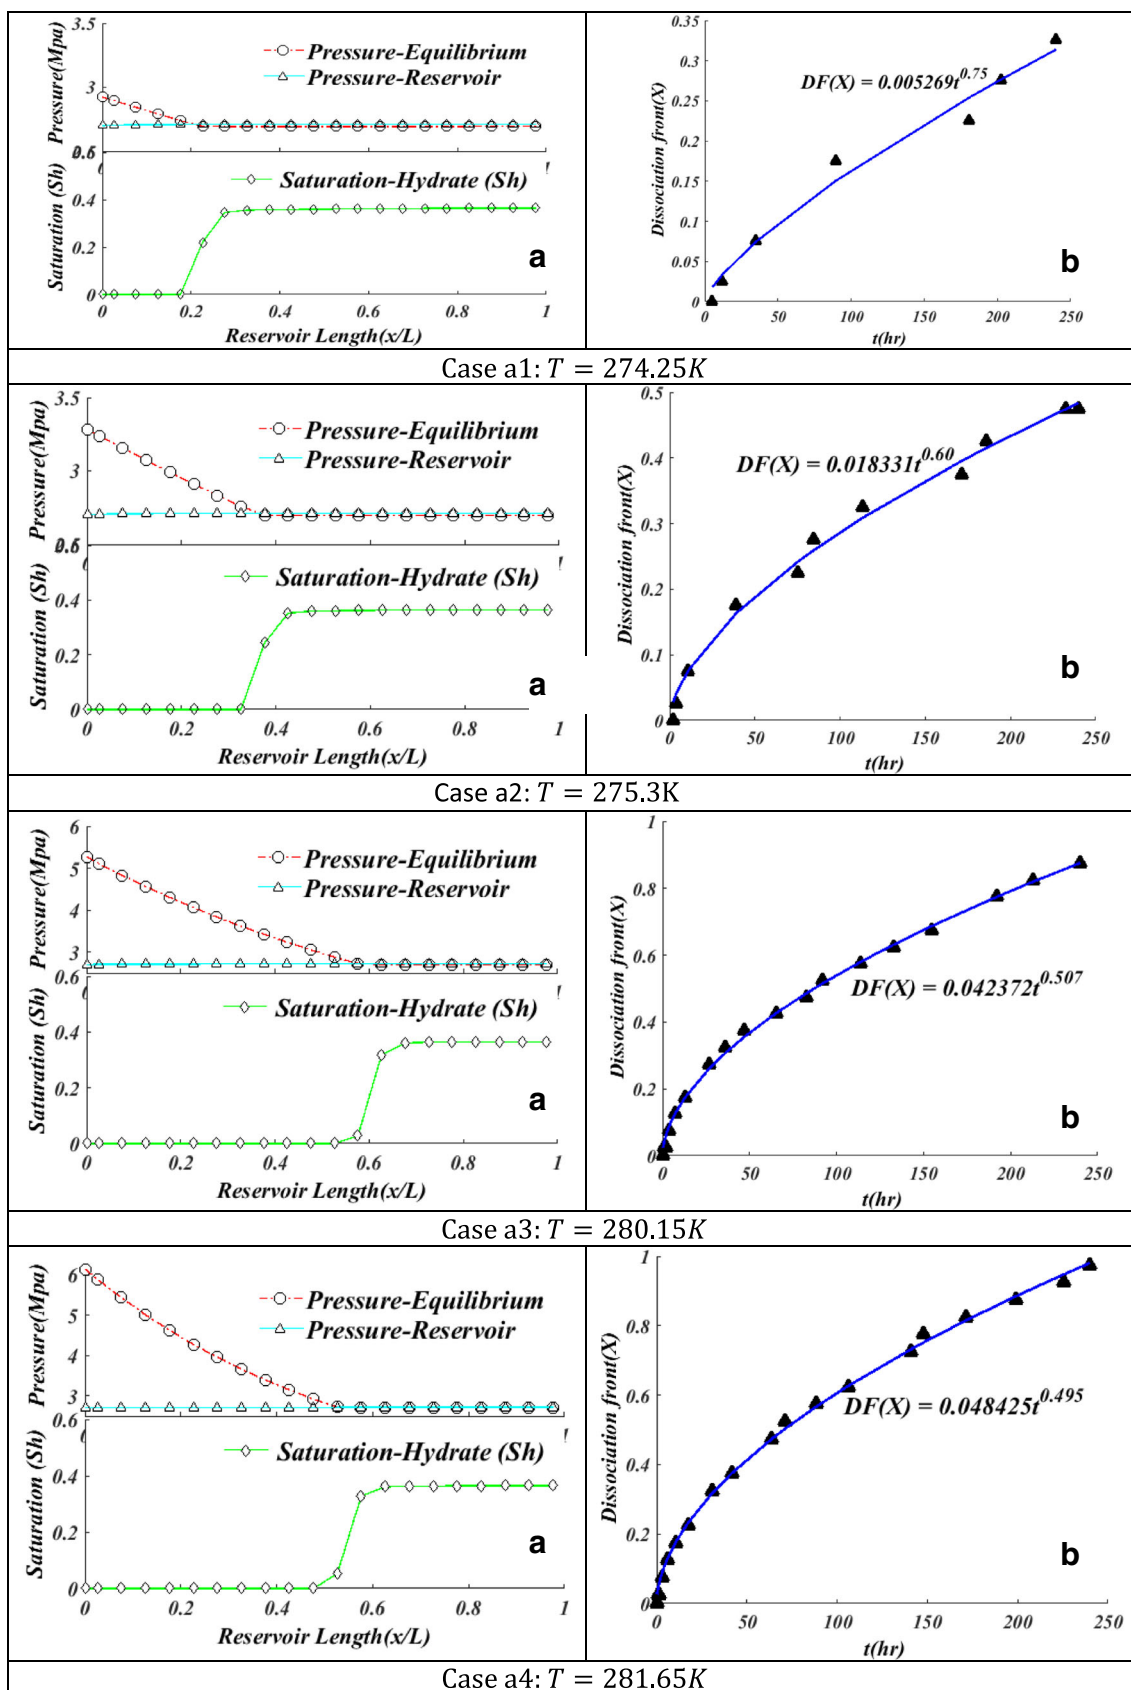 3.5
3
0.6
Pressure(Mpa)
Pressure-Equilibrium
Pressure-Reservoir
0.4
0.2
0
Saturation (Sh)
Saturation-Hydrate (Sh)
a
0 0.2 0.4 0.6 0.8 1
Reservoir Length(x/L)
0.35
0.3
0.25
0.2
0.15
0.1
0.05
0
Dissociation front(X)
DF(X) = 0.005269t^0.75
b
0 50 100 150 200 250
t(hr)
Case a1: T = 274.25K
3.5
3
0.6
Pressure(Mpa)
Pressure-Equilibrium
Pressure-Reservoir
0.4
0.2
0
Saturation (Sh)
Saturation-Hydrate (Sh)
a
0 0.2 0.4 0.6 0.8 1
Reservoir Length(x/L)
0.5
0.4
0.3
0.2
0.1
0
Dissociation front(X)
DF(X) = 0.018331t^0.60
b
0 50 100 150 200 250 300
t(hr)
Case a2: T = 275.3K
6
5
4
3
0.6
Pressure(Mpa)
Pressure-Equilibrium
Pressure-Reservoir
0.4
0.2
0
Saturation (Sh)
Saturation-Hydrate (Sh)
a
0 0.2 0.4 0.6 0.8 1
Reservoir Length(x/L)
1
0.8
0.6
0.4
0.2
0
Dissociation front(X)
DF(X) = 0.042372t^0.507
b
0 50 100 150 200 250
t(hr)
Case a3: T = 280.15K
6
5
4
3
0.6
Pressure(Mpa)
Pressure-Equilibrium
Pressure-Reservoir
0.4
0.2
0
Saturation (Sh)
Saturation-Hydrate (Sh)
a
0 0.2 0.4 0.6 0.8 1
Reservoir Length(x/L)
1
0.8
0.6
0.4
0.2
0
Dissociation front(X)
DF(X) = 0.048425t^0.495
b
0 50 100 150 200 250
t(hr)
Case a4: T = 281.65K